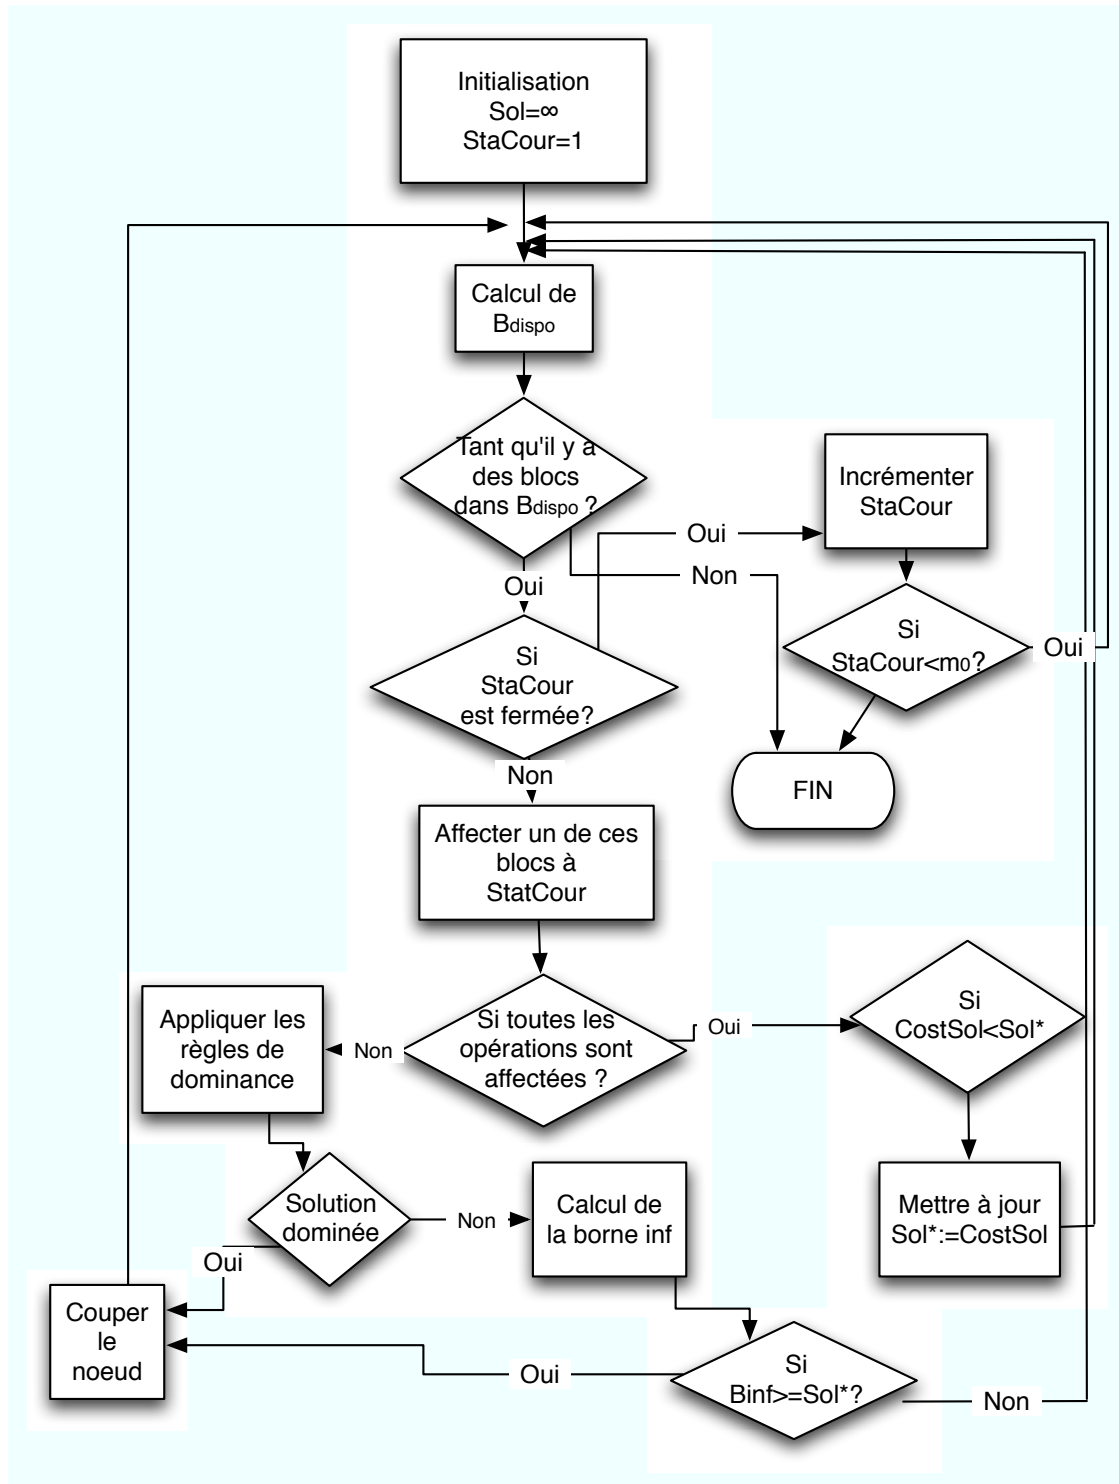 Initialisation
Sol=∞
StaCour=1
Calcul de
Bdispo
Tant qu'il y a
des blocs
dans Bdispo ?
Oui
Non
Incrémenter
StaCour
Oui
Si
StaCour
est fermée?
Si
StaCour<m0?
Oui
Non
FIN
Affecter un de ces
blocs à
StatCour
Si toutes les
opérations sont
affectées ?
Oui
Non
Si
CostSol<Sol*
Appliquer les
règles de
dominance
Mettre à jour
Sol*:=CostSol
Solution
dominée
Non
Oui
Calcul de
la borne inf
Couper
le
noeud
Si
Binf>=Sol*?
Oui
Non